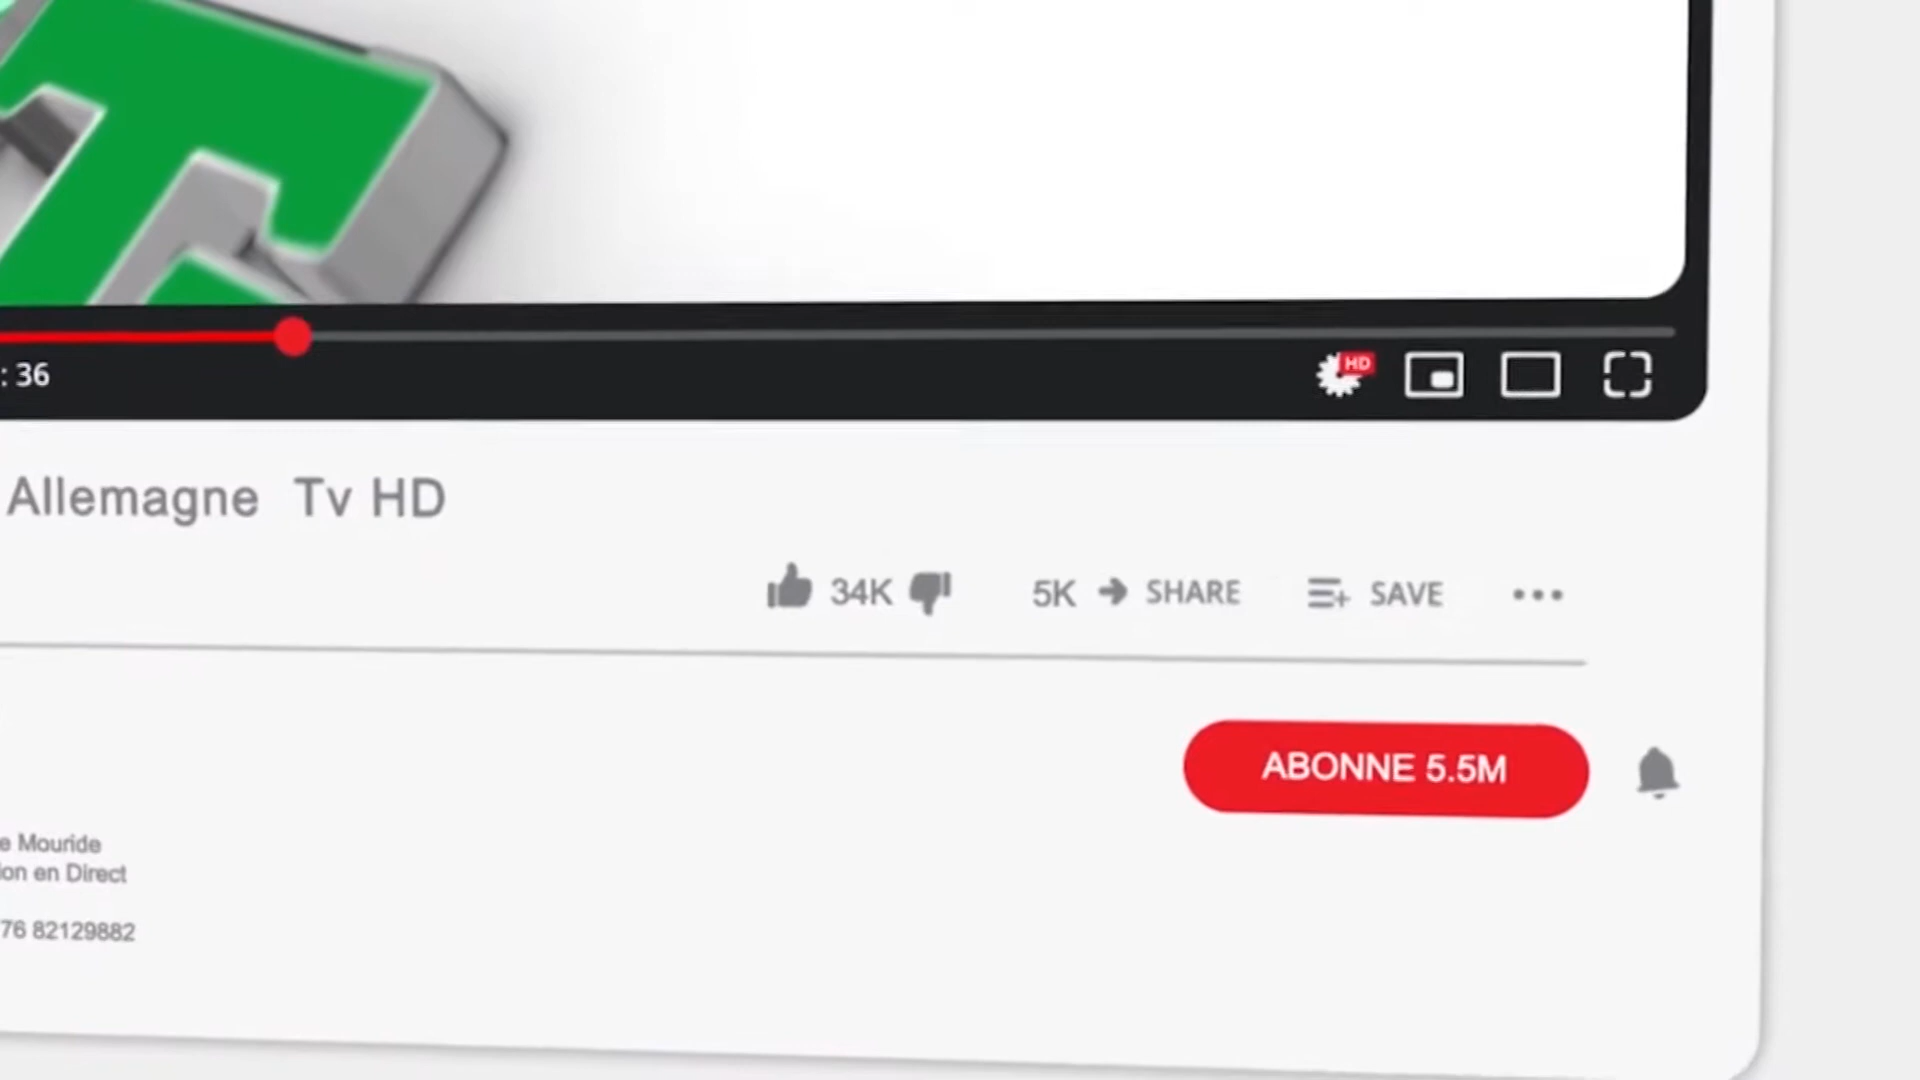 : 36
HD
Allemagne Tv HD
34K 5K SHARE SAVE
ABONNE 5.5M
e Mouride
ion en Direct
76 82129882